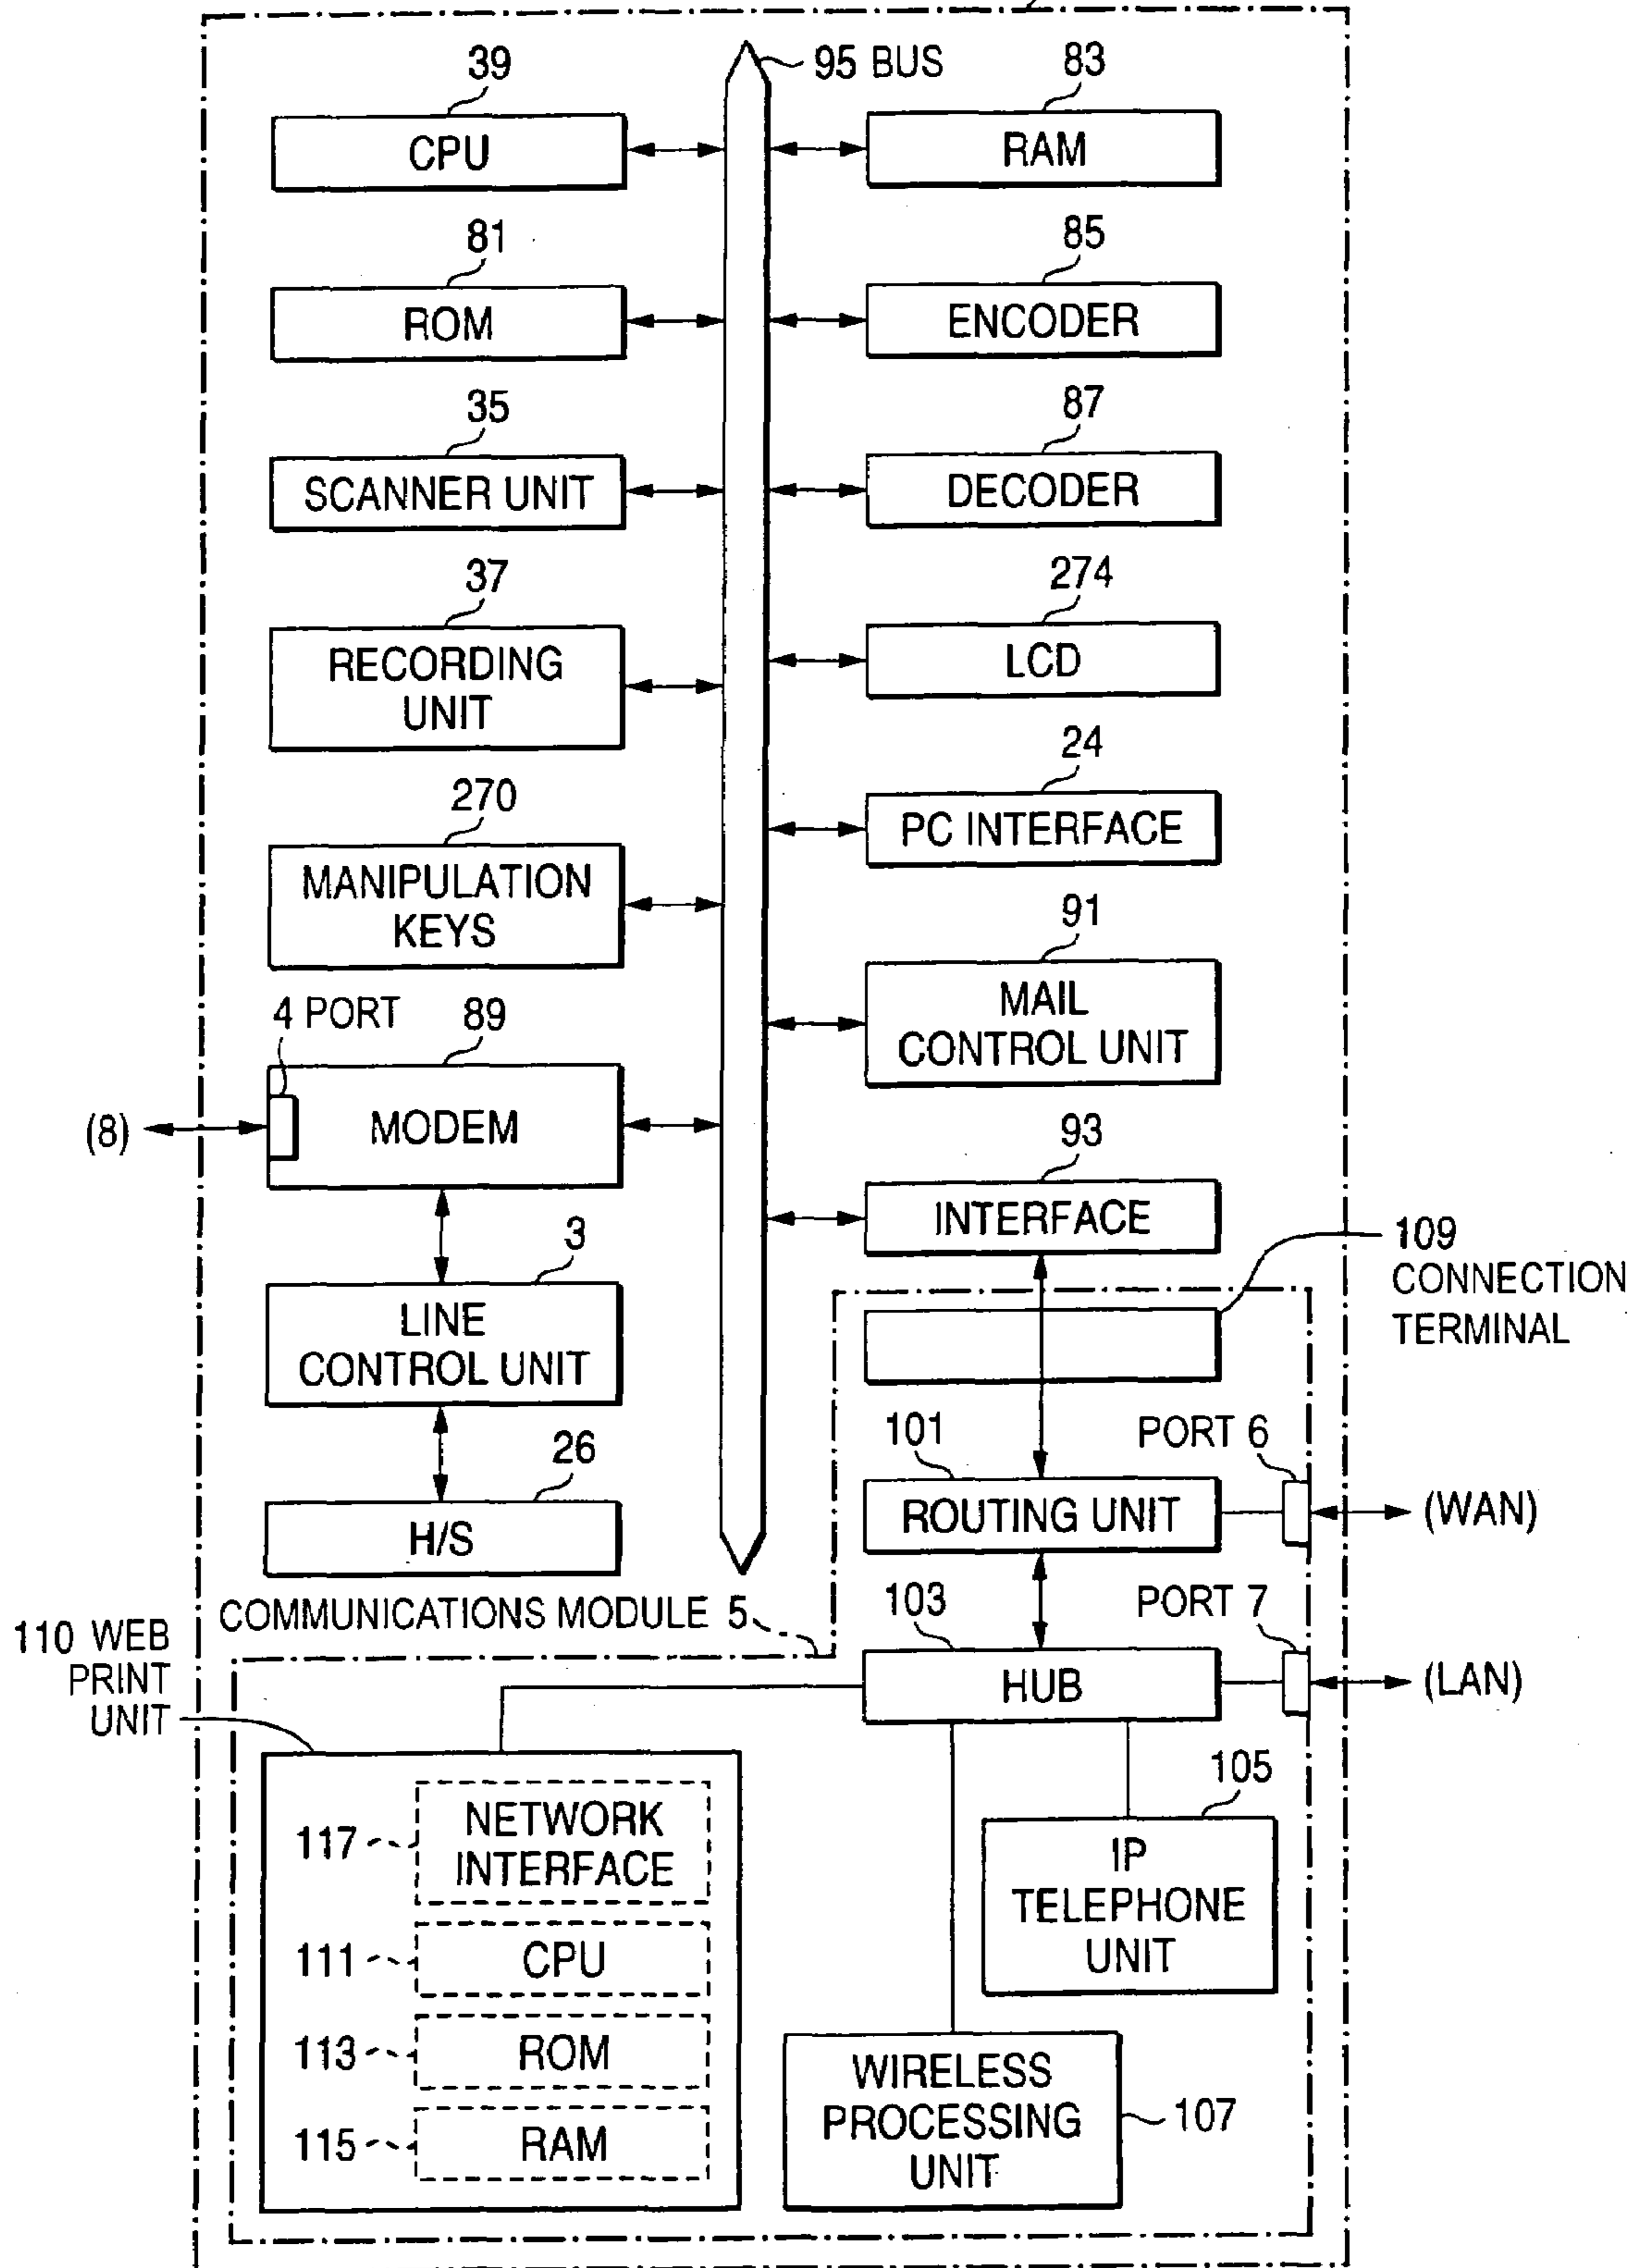 95 BUS
39
CPU
83
RAM
81
ROM
85
ENCODER
35
SCANNER UNIT
87
DECODER
37
RECORDING
UNIT
274
LCD
24
PC INTERFACE
270
MANIPULATION
KEYS
91
MAIL
CONTROL UNIT
4 PORT
89
MODEM
(8)
93
INTERFACE
3
LINE
CONTROL UNIT
109
CONNECTION
TERMINAL
26
H/S
101
ROUTING UNIT
PORT 6
(WAN)
COMMUNICATIONS MODULE 5
103
HUB
PORT 7
(LAN)
110 WEB
PRINT
UNIT
117
NETWORK
INTERFACE
111
CPU
113
ROM
115
RAM
105
IP
TELEPHONE
UNIT
WIRELESS
PROCESSING
UNIT
107